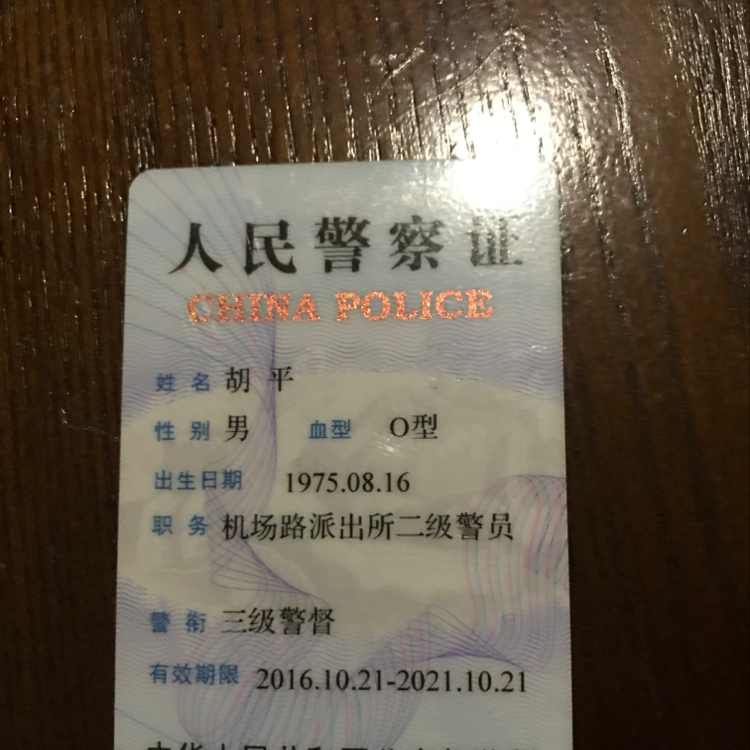 人民警察证
CHINA POLICE
姓名 胡平
性别 男 血型 O型
出生日期 1975.08.16
职务 机场路派出所二级警员
警衔 三级警督
有效期限 2016.10.21-2021.10.21